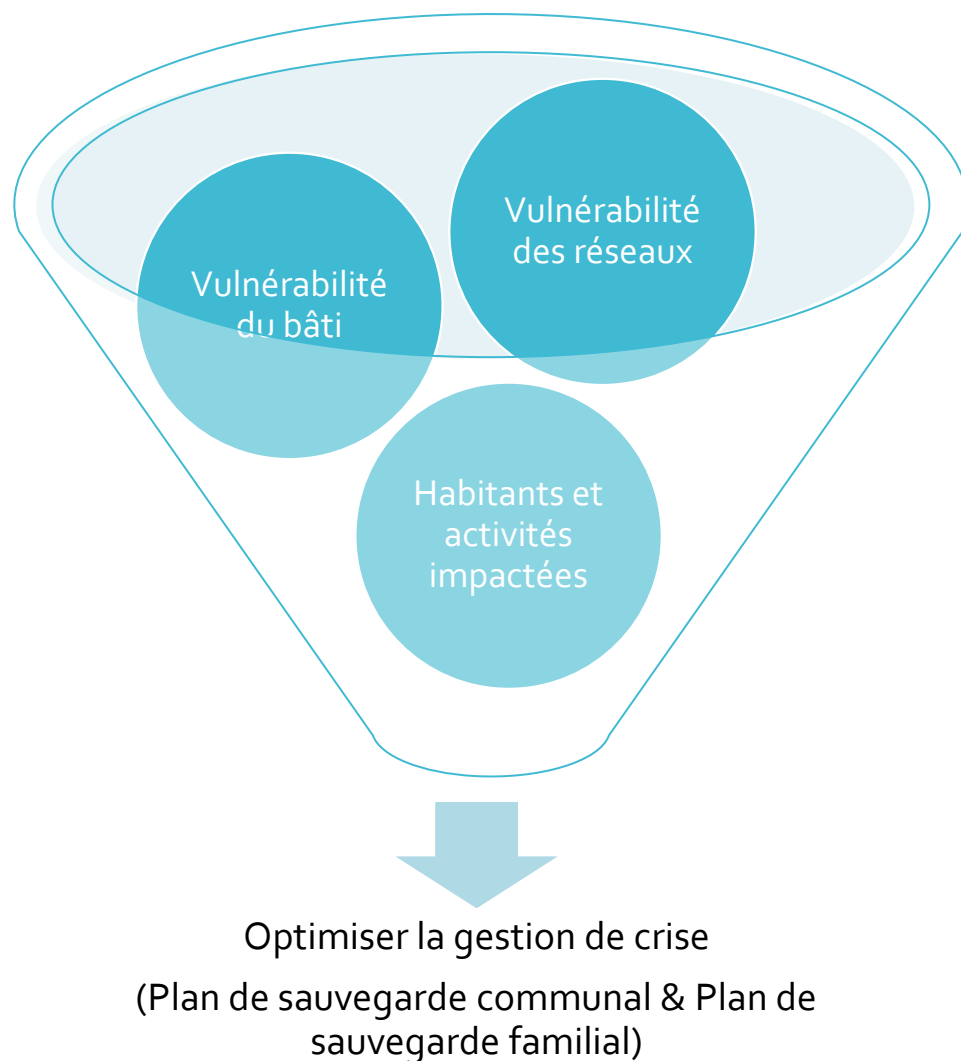 Vulnérabilité
des réseaux
Vulnérabilité
du bâti
Habitants et
activités
impactées
Optimiser la gestion de crise
(Plan de sauvegarde communal & Plan de
sauvegarde familial)